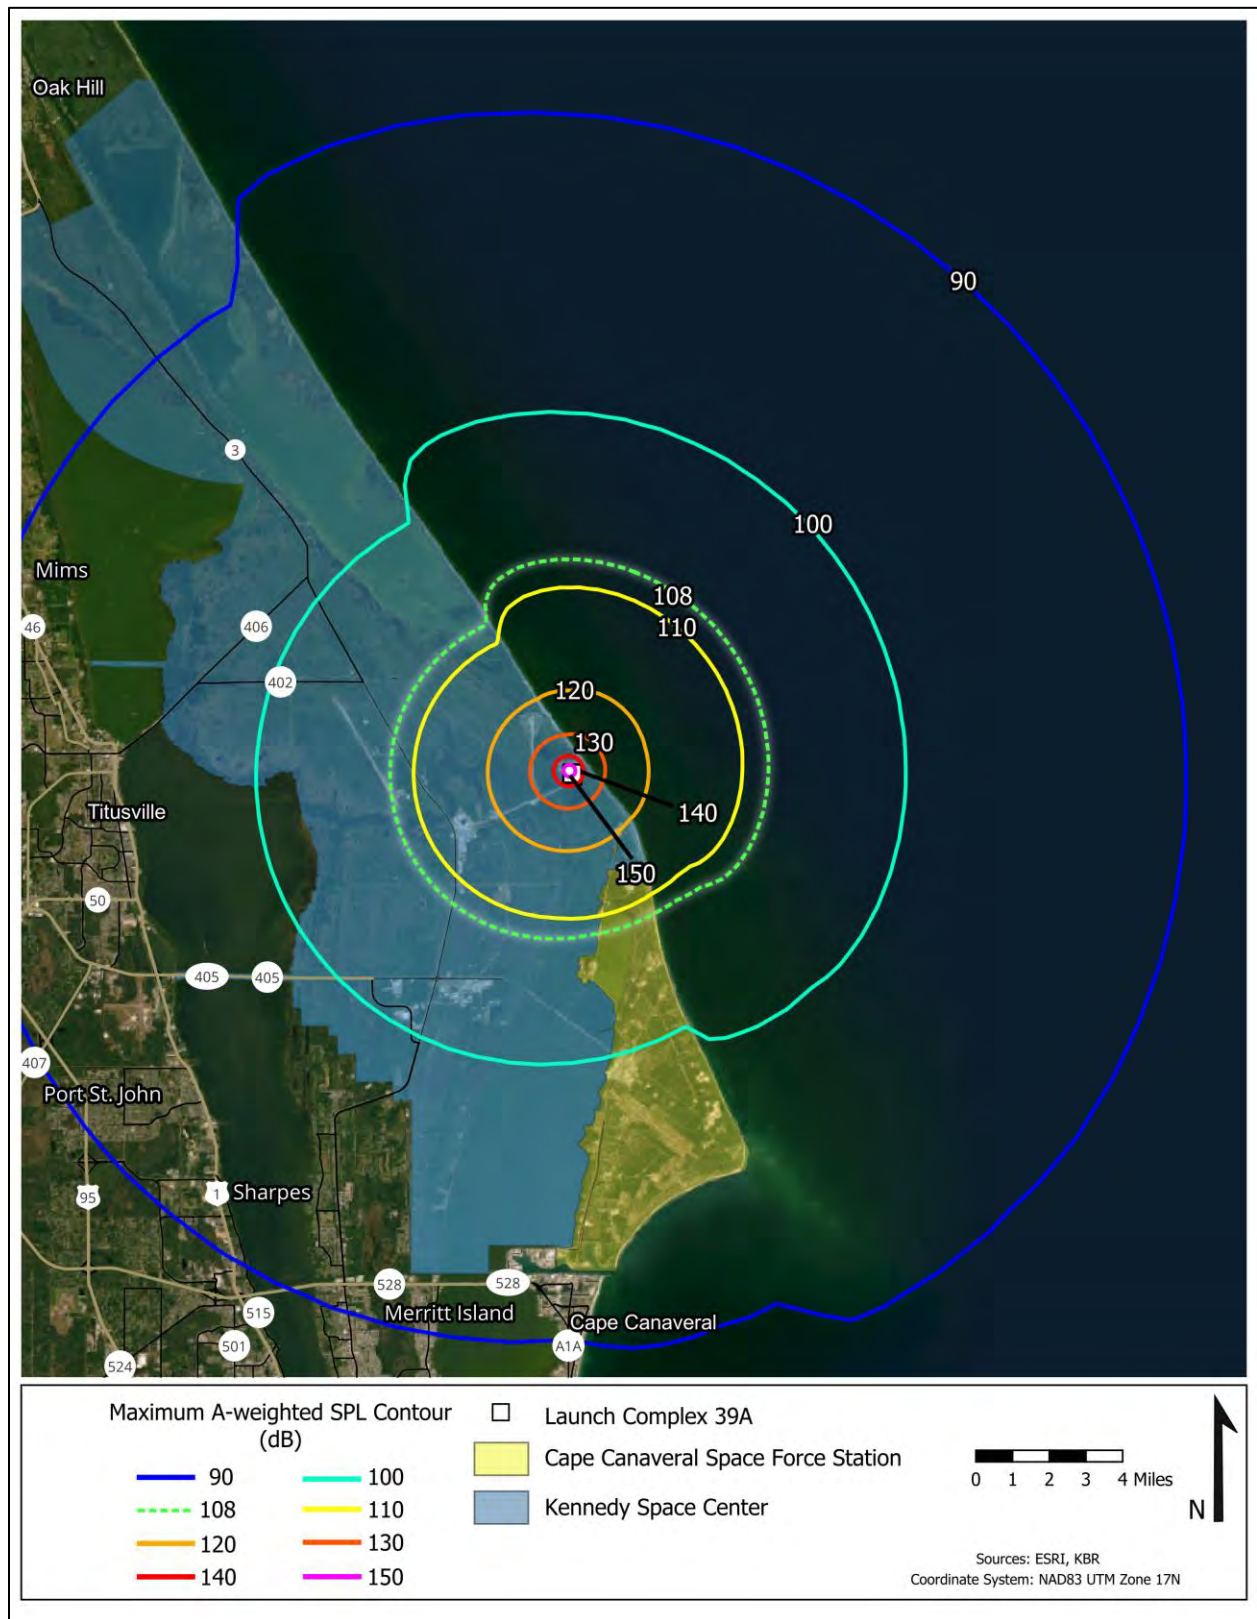 Oak Hill
90
3
100
Mims
108
46
406
110
402
120
130
140
Titusville
150
50
405
405
407
Port St. John
95
1
Sharpes
528
528
515
Merritt Island
Cape Canaveral
501
A1A
524
Maximum A-weighted SPL Contour
(dB)
90
100
108
110
120
130
140
150
Launch Complex 39A
Cape Canaveral Space Force Station
Kennedy Space Center
0 1 2 3 4 Miles
N
Sources: ESRI, KBR
Coordinate System: NAD83 UTM Zone 17N